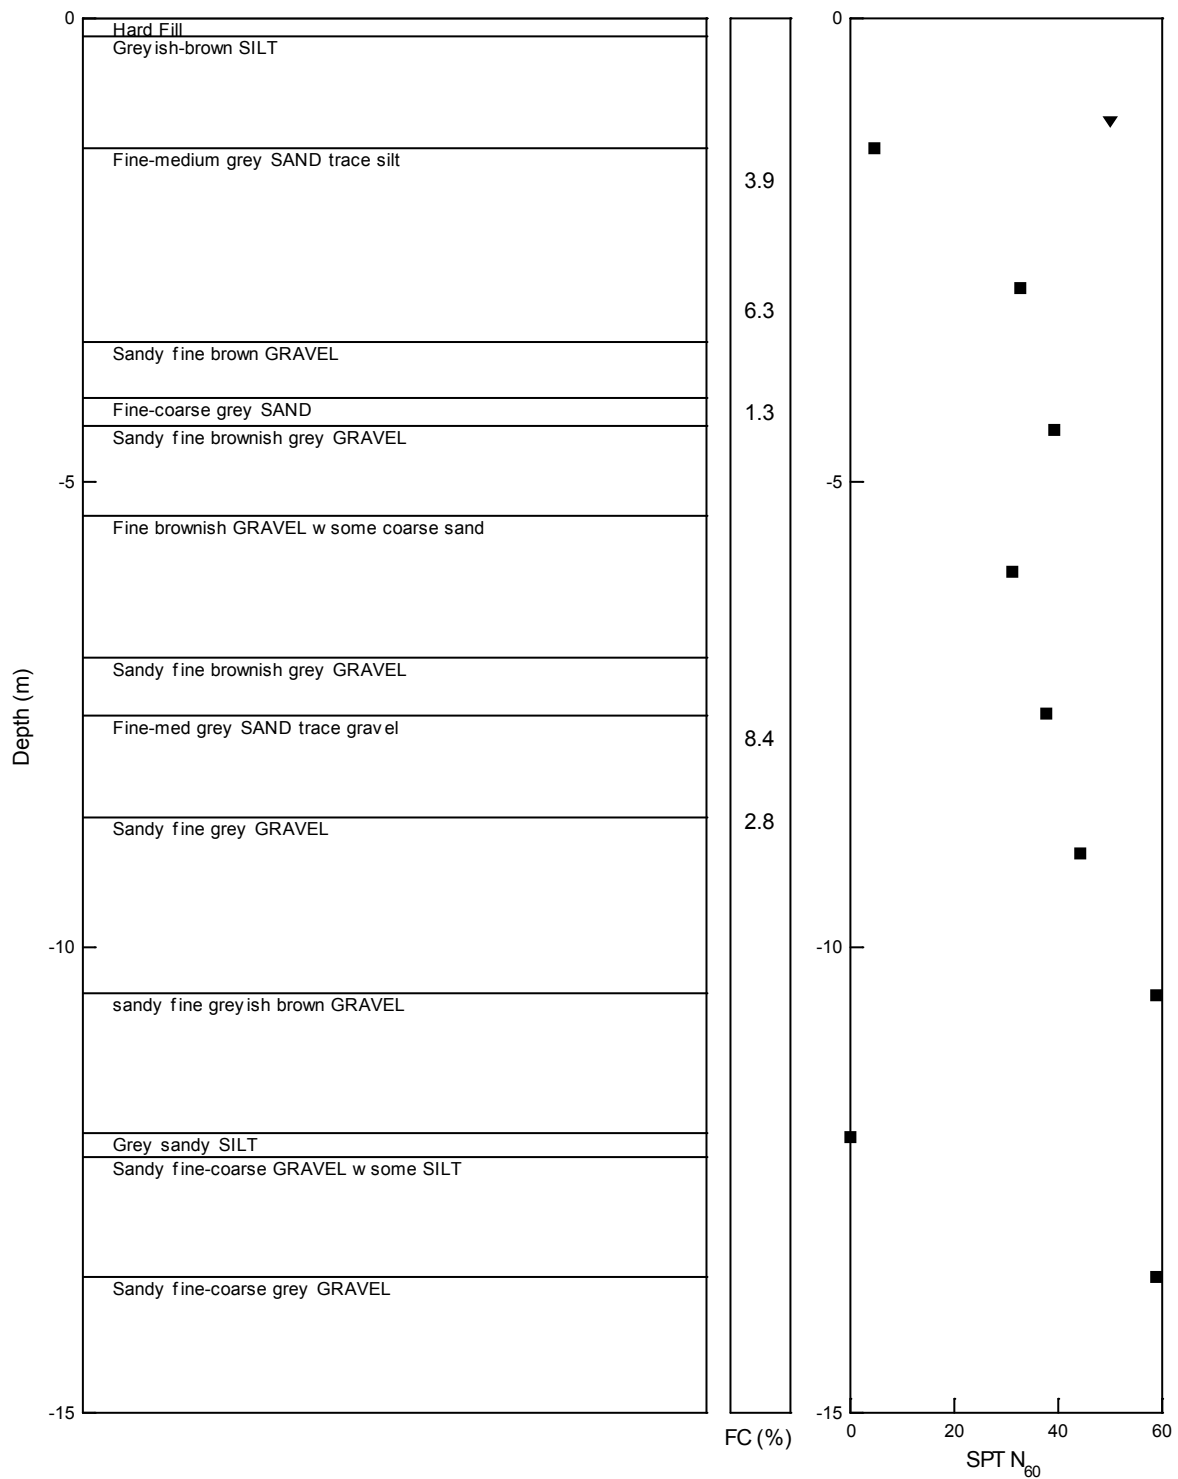 0
Hard Fill
Greyish-brown SILT
Fine-medium grey SAND trace silt
Sandy fine brown GRAVEL
Fine-coarse grey SAND
Sandy fine brownish grey GRAVEL
-5
Fine brownish GRAVEL w some coarse sand
Sandy fine brownish grey GRAVEL
Fine-med grey SAND trace gravel
Sandy fine grey GRAVEL
-10
sandy fine greyish brown GRAVEL
Grey sandy SILT
Sandy fine-coarse GRAVEL w some SILT
Sandy fine-coarse grey GRAVEL
-15
Depth (m)
3.9
6.3
1.3
8.4
2.8
FC (%)
0
-5
-10
-15
0 20 40 60
SPT N60